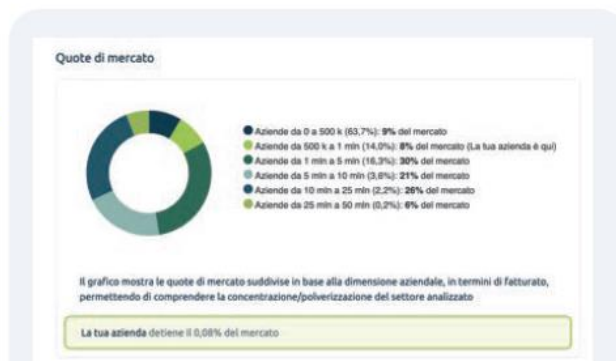 Quote di mercato
Aziende da 0 a 500 k (63,7%): 9% del mercato
Aziende da 500 k a 1 mln (14,0%): 8% del mercato (La tua azienda è qui)
Aziende da 1 mln a 5 mln (16,3%): 30% del mercato
Aziende da 5 mln a 10 mln (3,6%): 21% del mercato
Aziende da 10 mln a 25 mln (2,2%): 26% del mercato
Aziende da 25 mln a 50 mln (0,2%): 6% del mercato
Il grafico mostra le quote di mercato suddivise in base alla dimensione aziendale, in termini di fatturato,
permettendo di comprendere la concentrazione/polverizzazione del settore analizzato
La tua azienda detiene il 0,08% del mercato